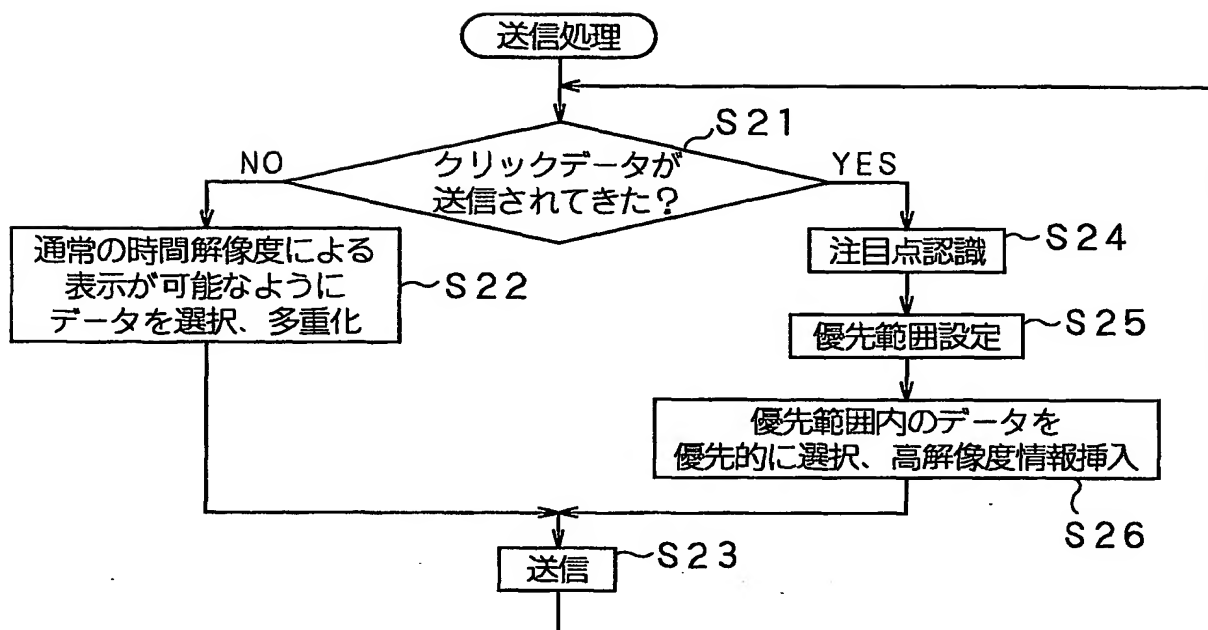 送信処理
S21
クリックデータが
送信されてきた?
NO
YES
通常の時間解像度による
表示が可能なように
データを選択、多重化
S22
注目点認識
S24
優先範囲設定
S25
優先範囲内のデータを
優先的に選択、高解像度情報挿入
S26
送信
S23